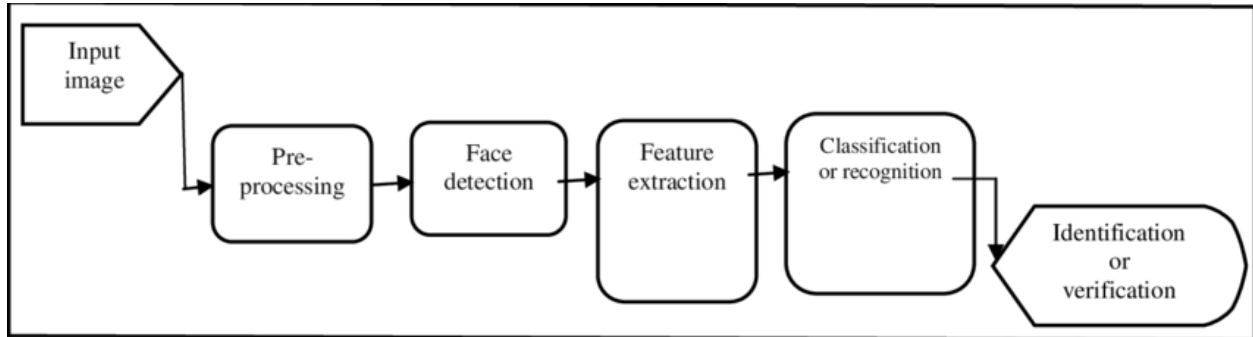 Input
image
Pre-
processing
Face
detection
Feature
extraction
Classification
or recognition
Identification
or
verification